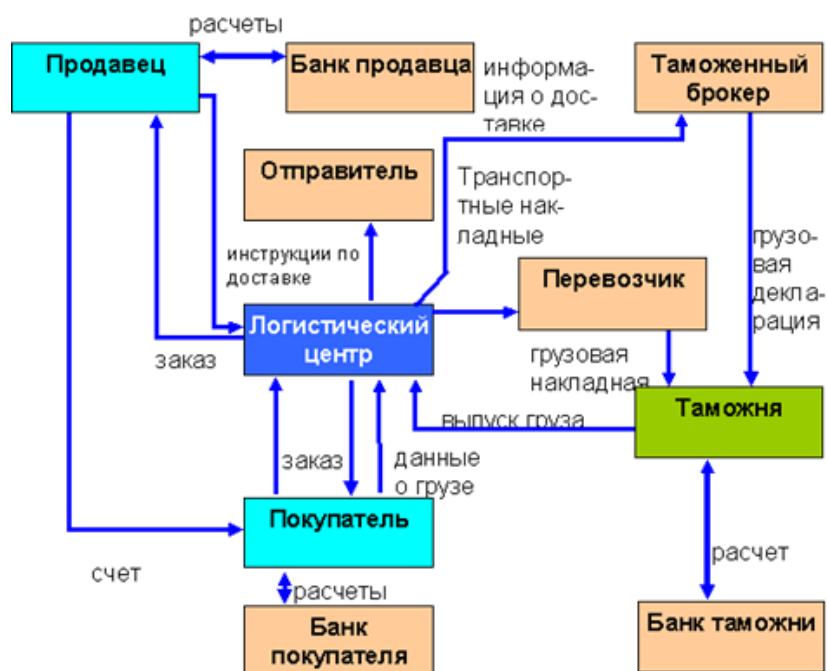 расчеты
Продавец
Банк продавца
информа-
ция о дос-
тавке
Таможенный
брокер
Отправитель
Транспор-
тные нак-
ладные
инструкции по
доставке
грузо-
вая
декла-
рация
Перевозчик
Логистический
центр
заказ
грузовая
накладная
Таможня
выпуск груза
заказ
данные
о грузе
Покупатель
счет
расчеты
расчет
Банк
покупателя
Банк таможни